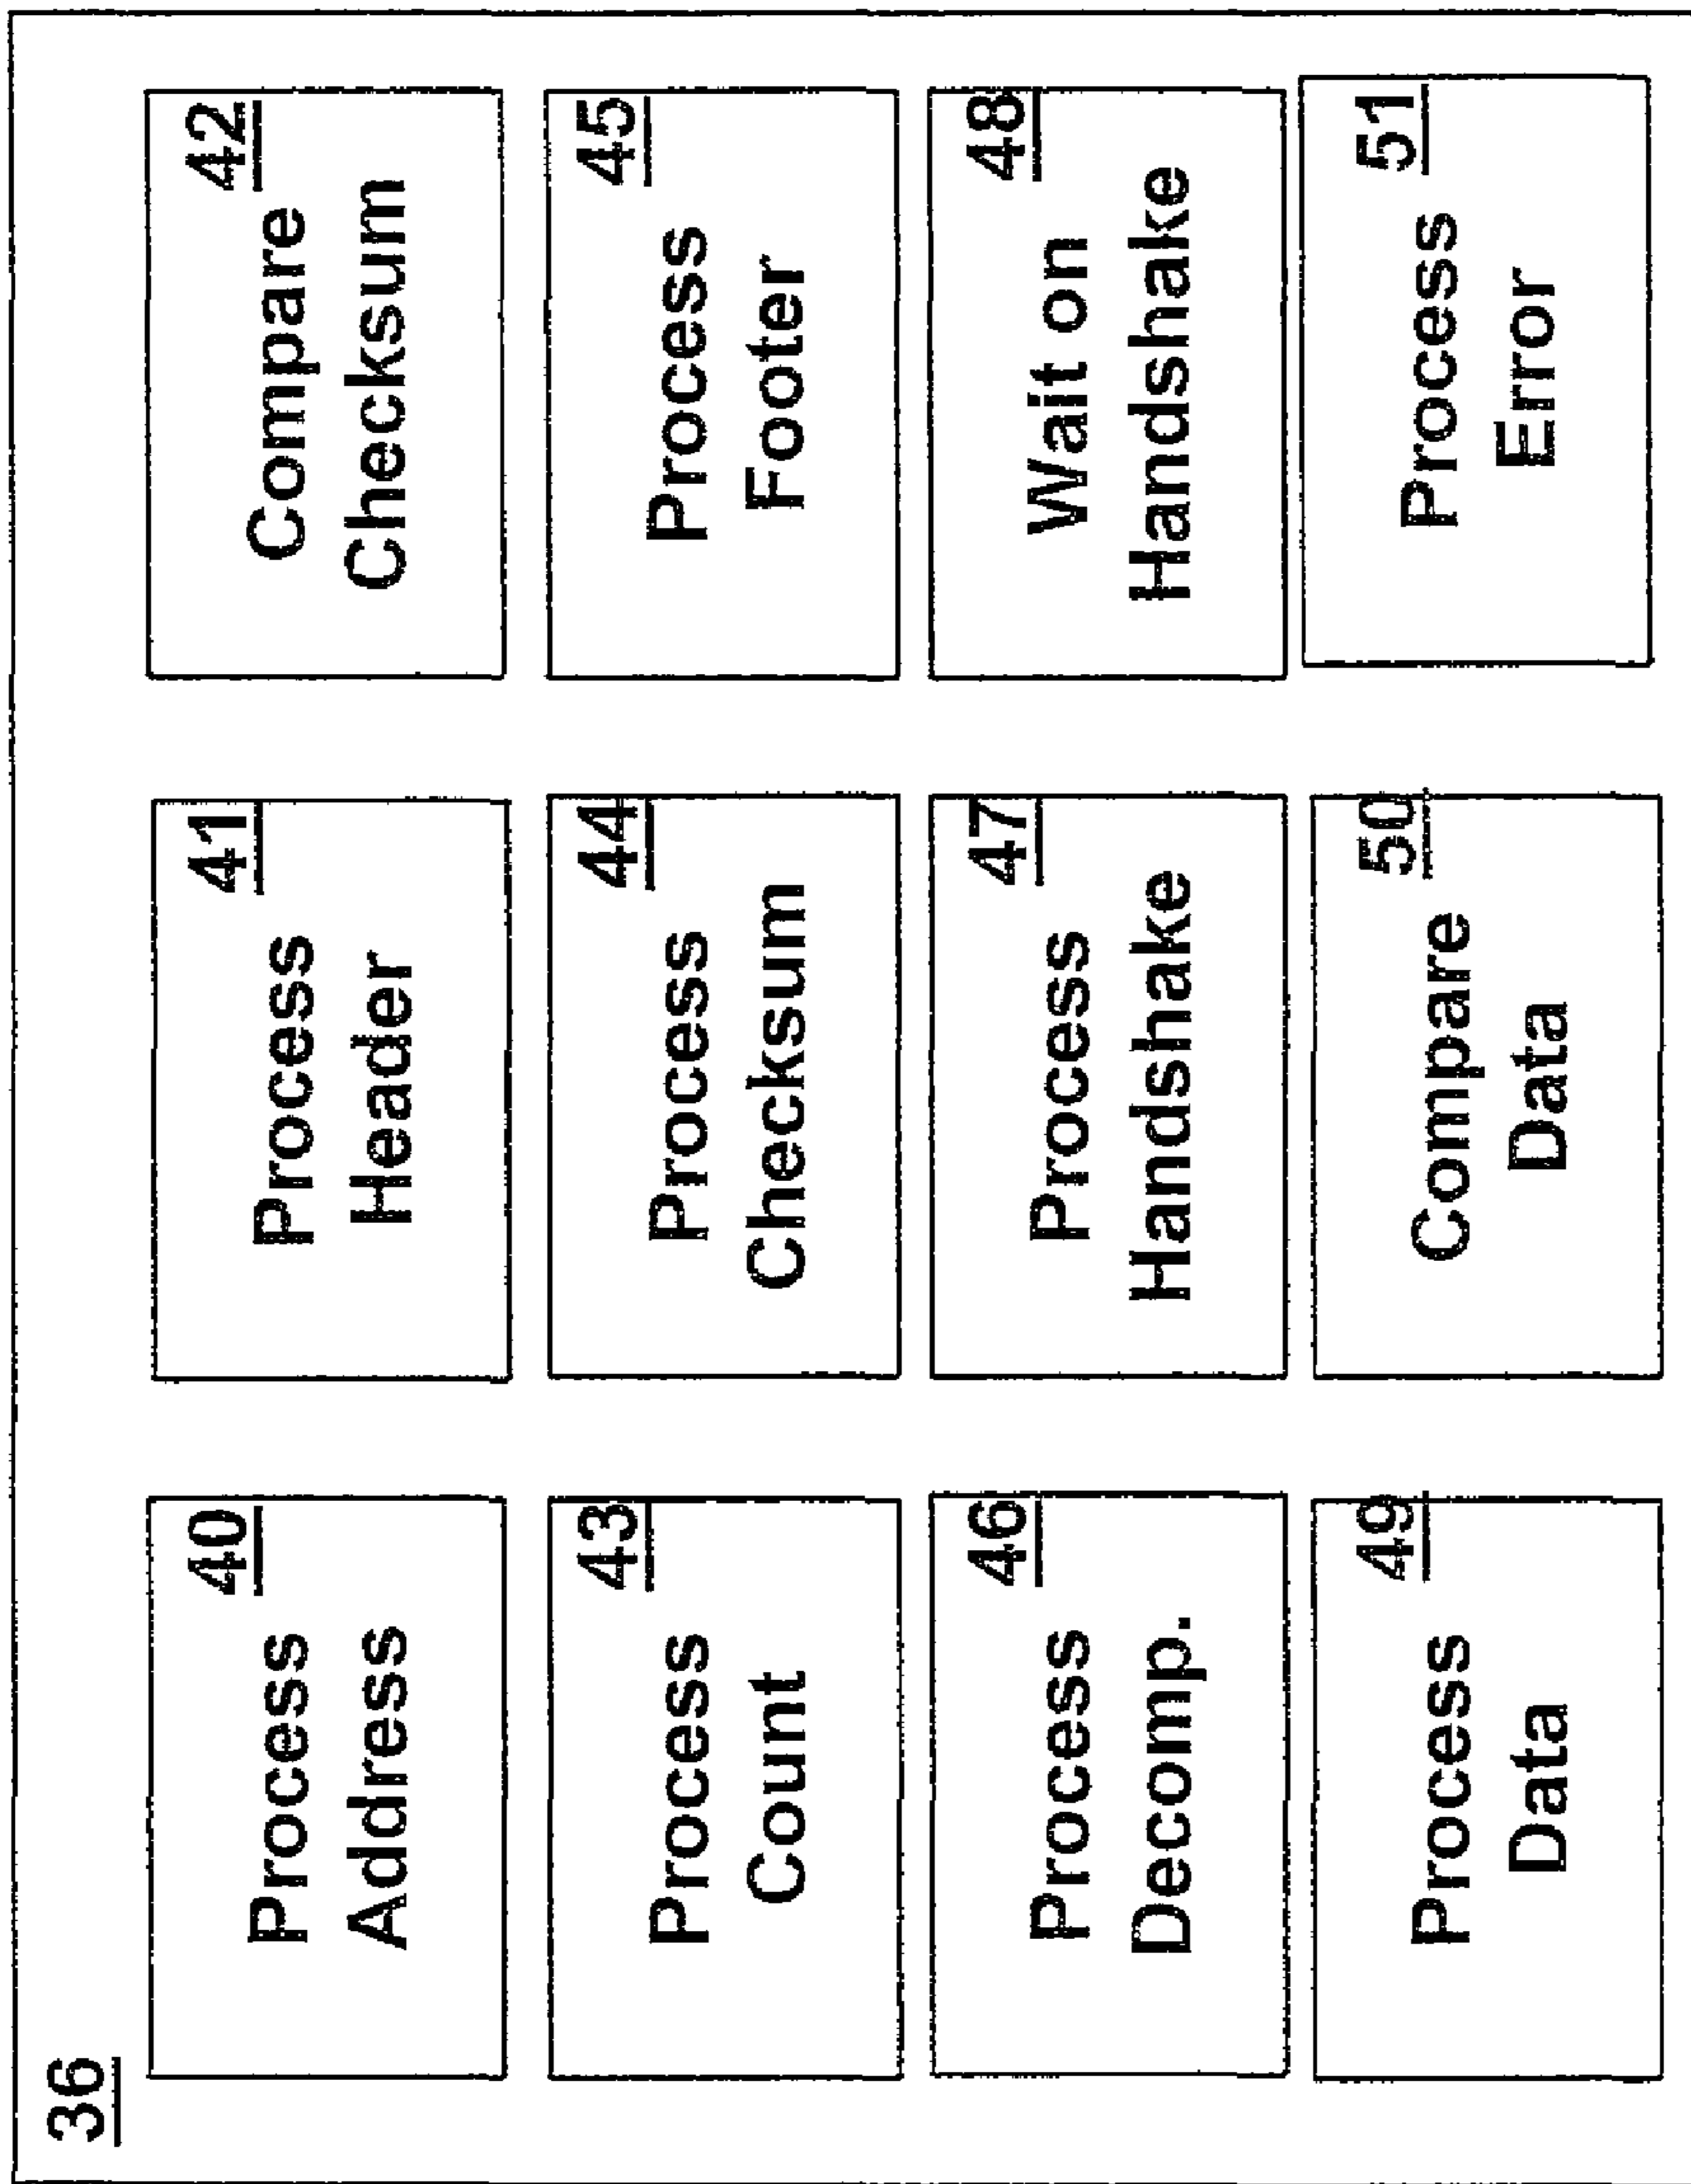 36
40
Process
Address
41
Process
Header
42
Compare
Checksum
43
Process
Count
44
Process
Checksum
45
Process
Footer
46
Process
Decomp.
47
Process
Handshake
48
Wait on
Handshake
49
Process
Data
50
Compare
Data
51
Process
Error